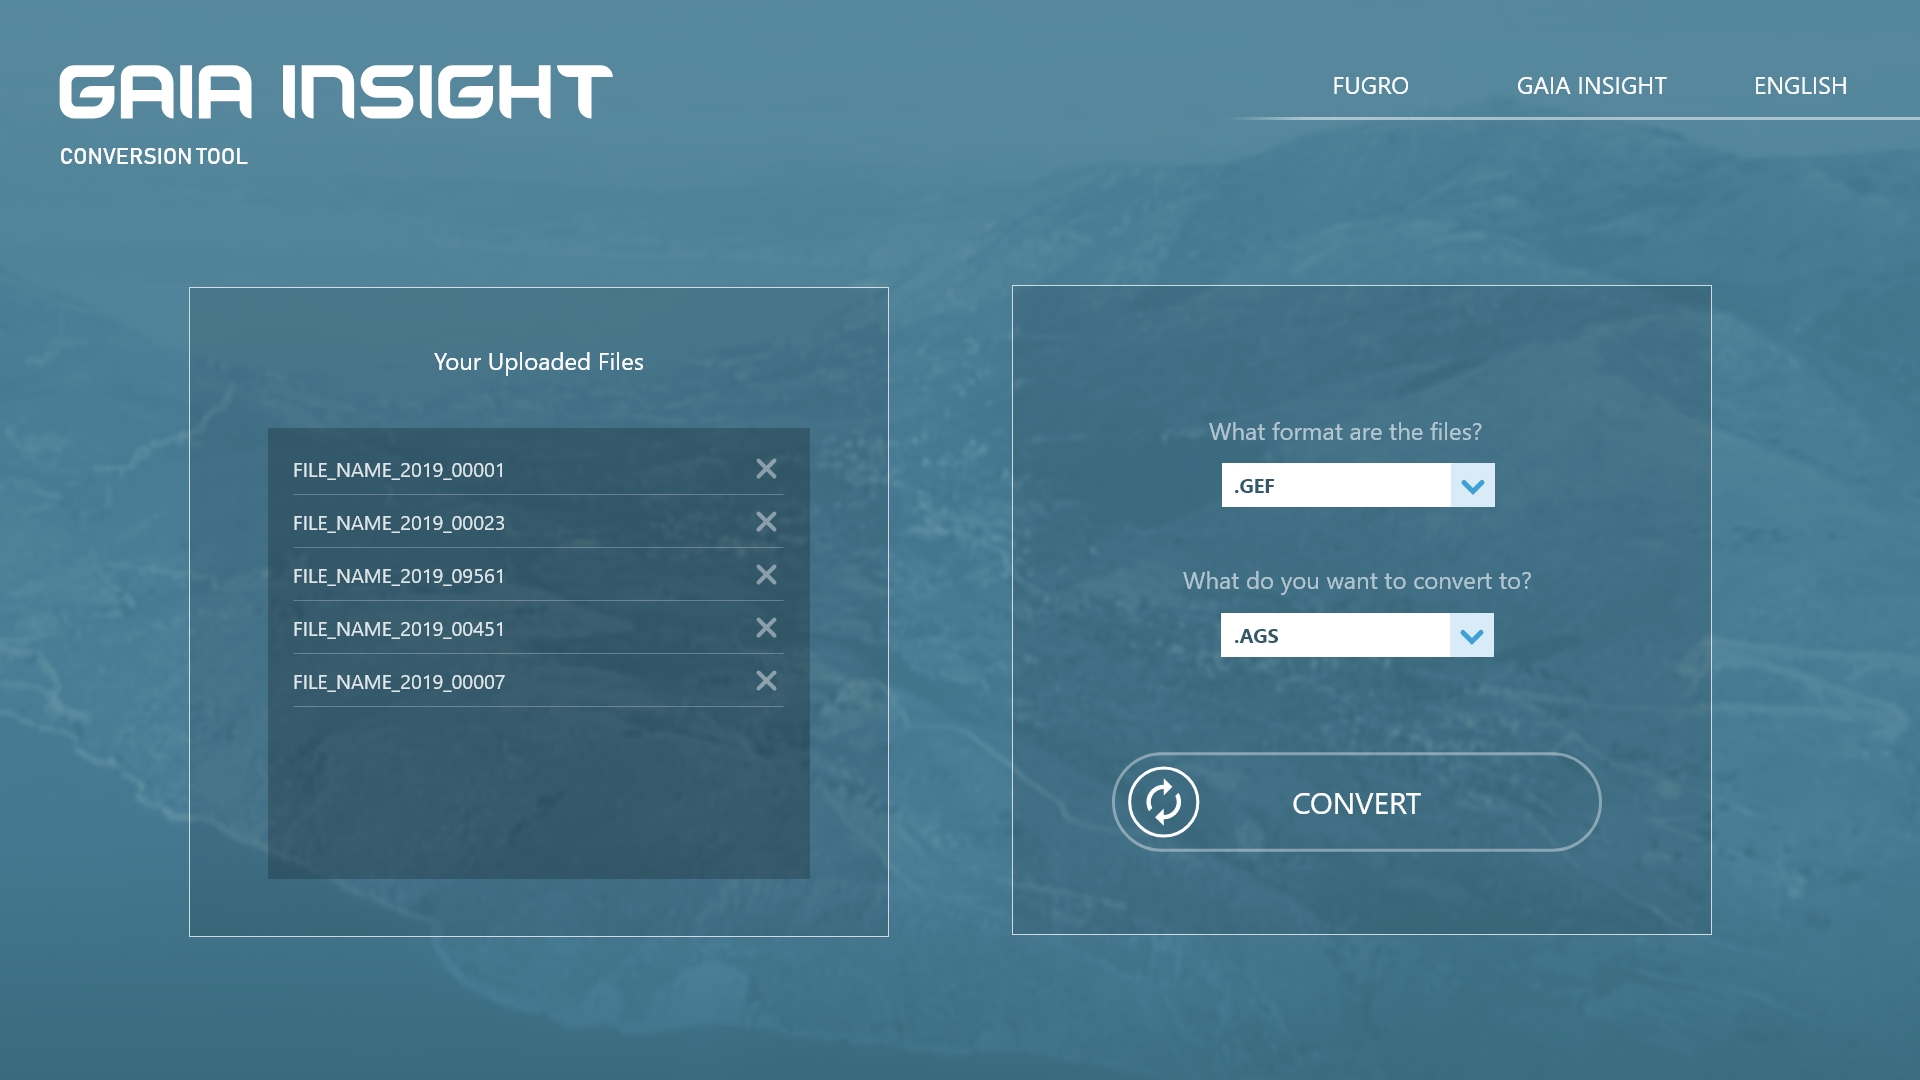 GAIA INSIGHT
CONVERSION TOOL
FUGRO
GAIA INSIGHT
ENGLISH
Your Uploaded Files
FILE_NAME_2019_00001
FILE_NAME_2019_00023
FILE_NAME_2019_09561
FILE_NAME_2019_00451
FILE_NAME_2019_00007
What format are the files?
.GEF
What do you want to convert to?
.AGS
CONVERT